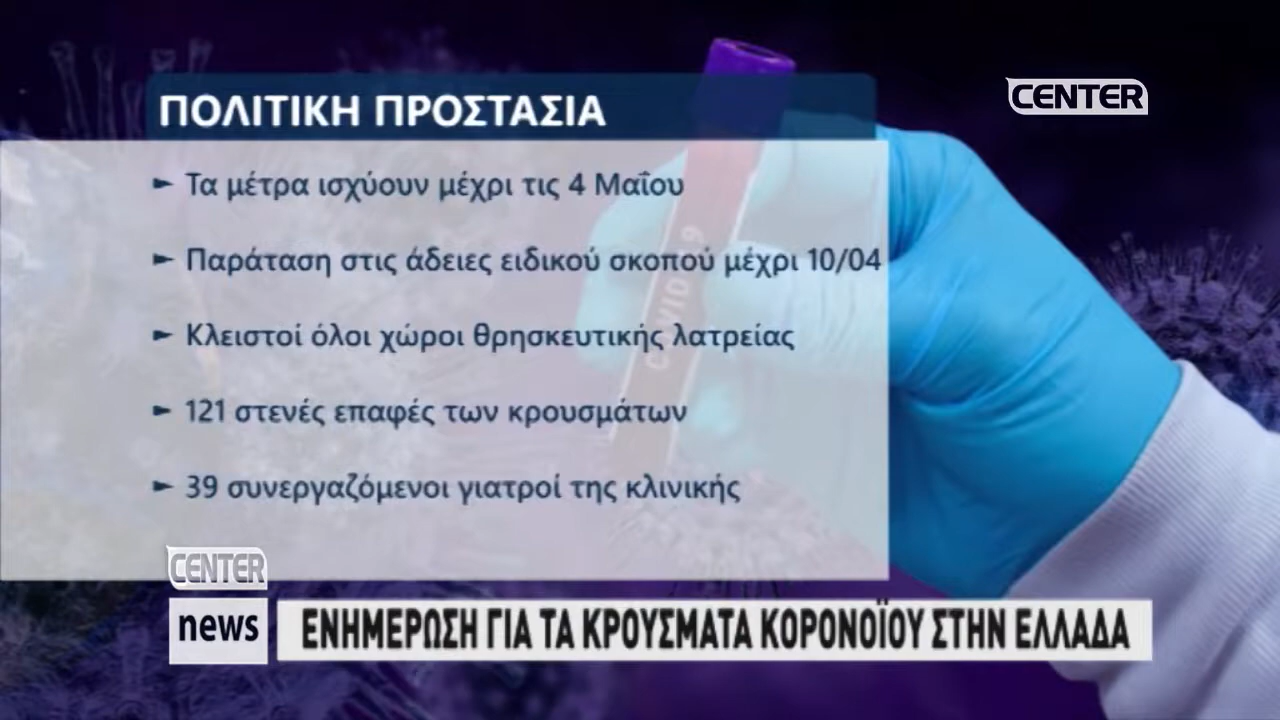 ΠΟΛΙΤΙΚΗ ΠΡΟΣΤΑΣΙΑ
CENTER
► Τα μέτρα ισχύουν μέχρι τις 4 Μαΐου
► Παράταση στις άδειες ειδικού σκοπού μέχρι 10/04
► Κλειστοί όλοι χώροι θρησκευτικής λατρείας
► 121 στενές επαφές των κρουσμάτων
► 39 συνεργαζόμενοι γιατροί της κλινικής
CENTER
news
ΕΝΗΜΕΡΩΣΗ ΓΙΑ ΤΑ ΚΡΟΥΣΜΑΤΑ ΚΟΡΟΝΟΪΟΥ ΣΤΗΝ ΕΛΛΑΔΑ